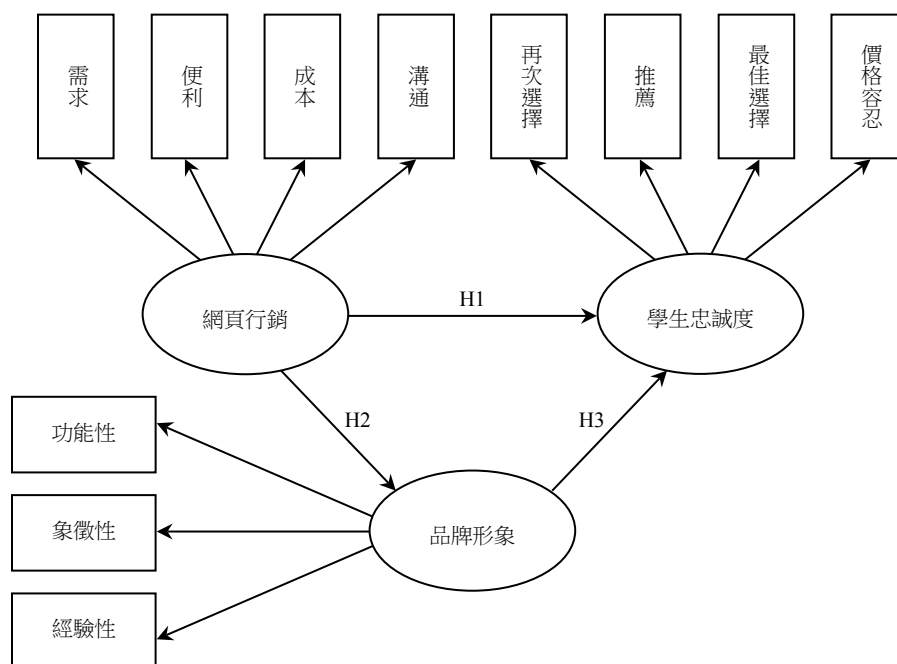 需求
便利
成本
溝通
再次選擇
推薦
最佳選擇
價格容忍
網頁行銷
H1
學生忠誠度
H2
H3
功能性
象徵性
品牌形象
經驗性